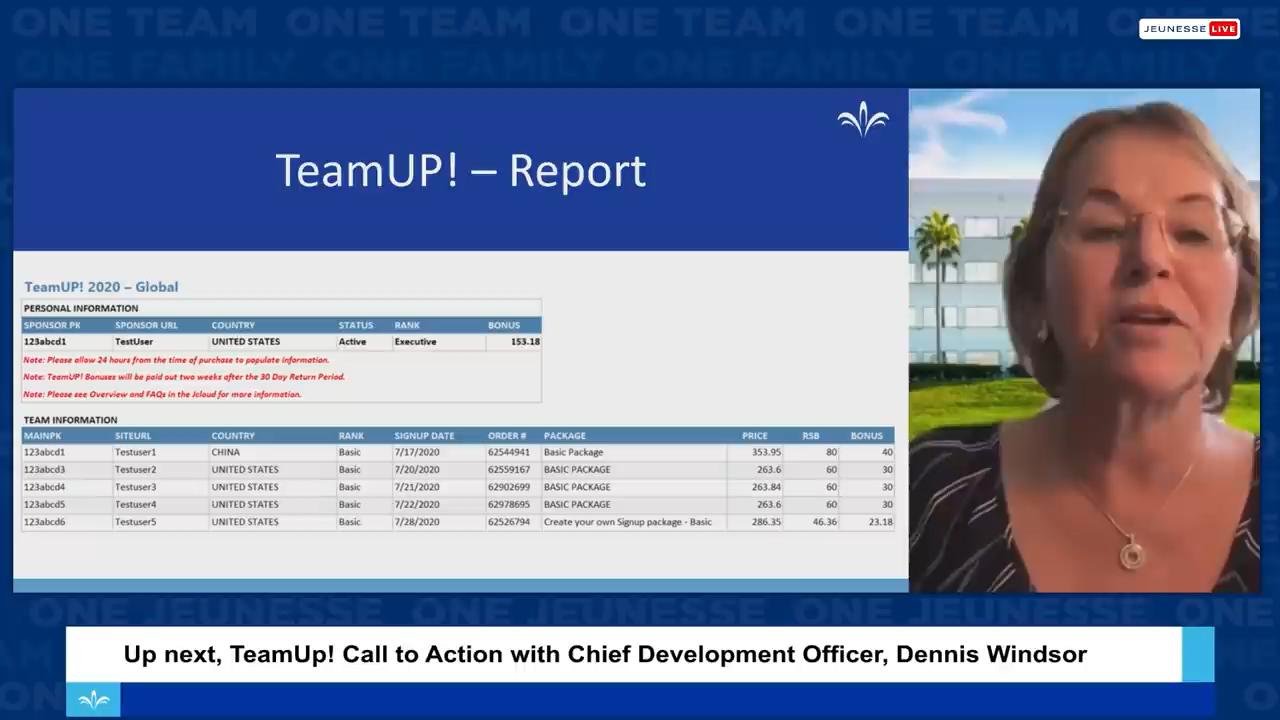 ONE TEAM ONE TEAM ONE TEAM ONE TEAM
ONE FAMILY ONE FAMILY ONE FAMILY
JEUNESSE LIVE
TeamUP! – Report
TeamUP! 2020 – Global
PERSONAL INFORMATION
SPONSOR PK SPONSOR URL COUNTRY STATUS RANK BONUS
123abcd1 TestUser UNITED STATES Active Executive 153.18
Note: Please allow 24 hours from the time of purchase to populate information.
Note: TeamUP! Bonuses will be paid out two weeks after the 30 Day Return Period.
Note: Please see Overview and FAQs in the Jcloud for more information.
TEAM INFORMATION
MAINPK SITEURL COUNTRY RANK SIGNUP DATE ORDER # PACKAGE PRICE RSB BONUS
123abcd1 Testuser1 CHINA Basic 7/17/2020 62544941 Basic Package 353.95 80 40
123abcd3 Testuser2 UNITED STATES Basic 7/20/2020 62559167 BASIC PACKAGE 263.6 60 30
123abcd4 Testuser3 UNITED STATES Basic 7/21/2020 62902699 BASIC PACKAGE 263.84 60 30
123abcd5 Testuser4 UNITED STATES Basic 7/22/2020 62978695 BASIC PACKAGE 263.6 60 30
123abcd6 Testuser5 UNITED STATES Basic 7/28/2020 62526794 Create your own Signup package - Basic 286.35 46.36 23.18
ONE JEUNESSE ONE JEUNESSE ONE JEUNESSE ONE
Up next, TeamUp! Call to Action with Chief Development Officer, Dennis Windsor